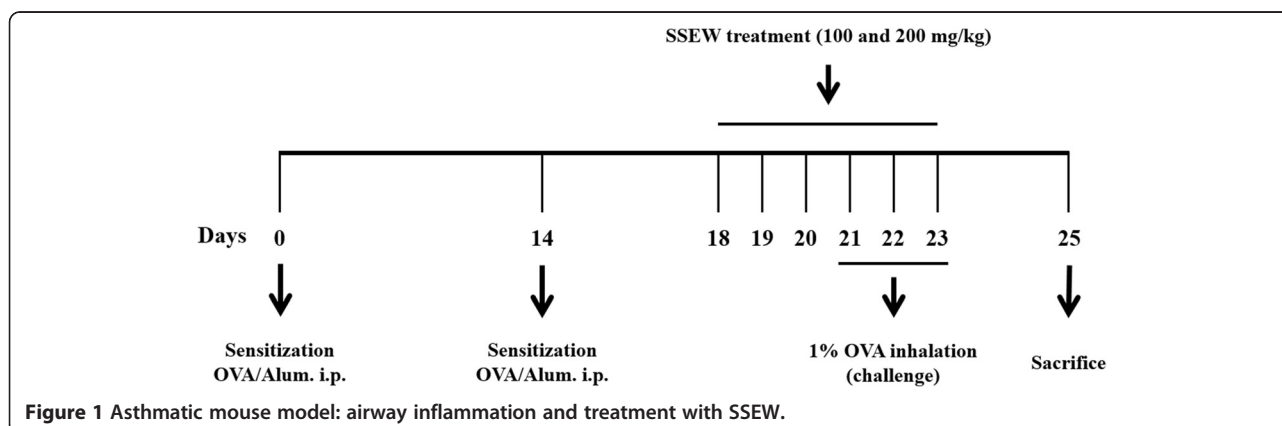 SSEW treatment (100 and 200 mg/kg)
Days 0 14 18 19 20 21 22 23 25
Sensitization
OVA/Alum. i.p.
Sensitization
OVA/Alum. i.p.
1% OVA inhalation
(challenge)
Sacrifice
Figure 1 Asthmatic mouse model: airway inflammation and treatment with SSEW.